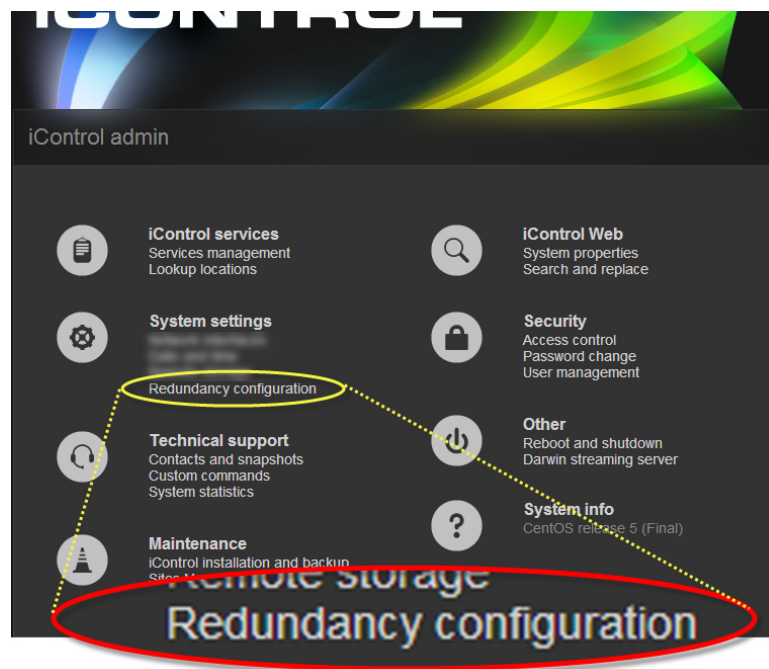 iCONTROL
iControl admin
iControl services
Services management
Lookup locations
System settings
Redundancy configuration
Technical support
Contacts and snapshots
Custom commands
System statistics
Maintenance
iControl installation and backup
iControl Web
System properties
Search and replace
Security
Access control
Password change
User management
Other
Reboot and shutdown
Darwin streaming server
System info
CentOS release 5 (Final)
Remote storage
Redundancy configuration